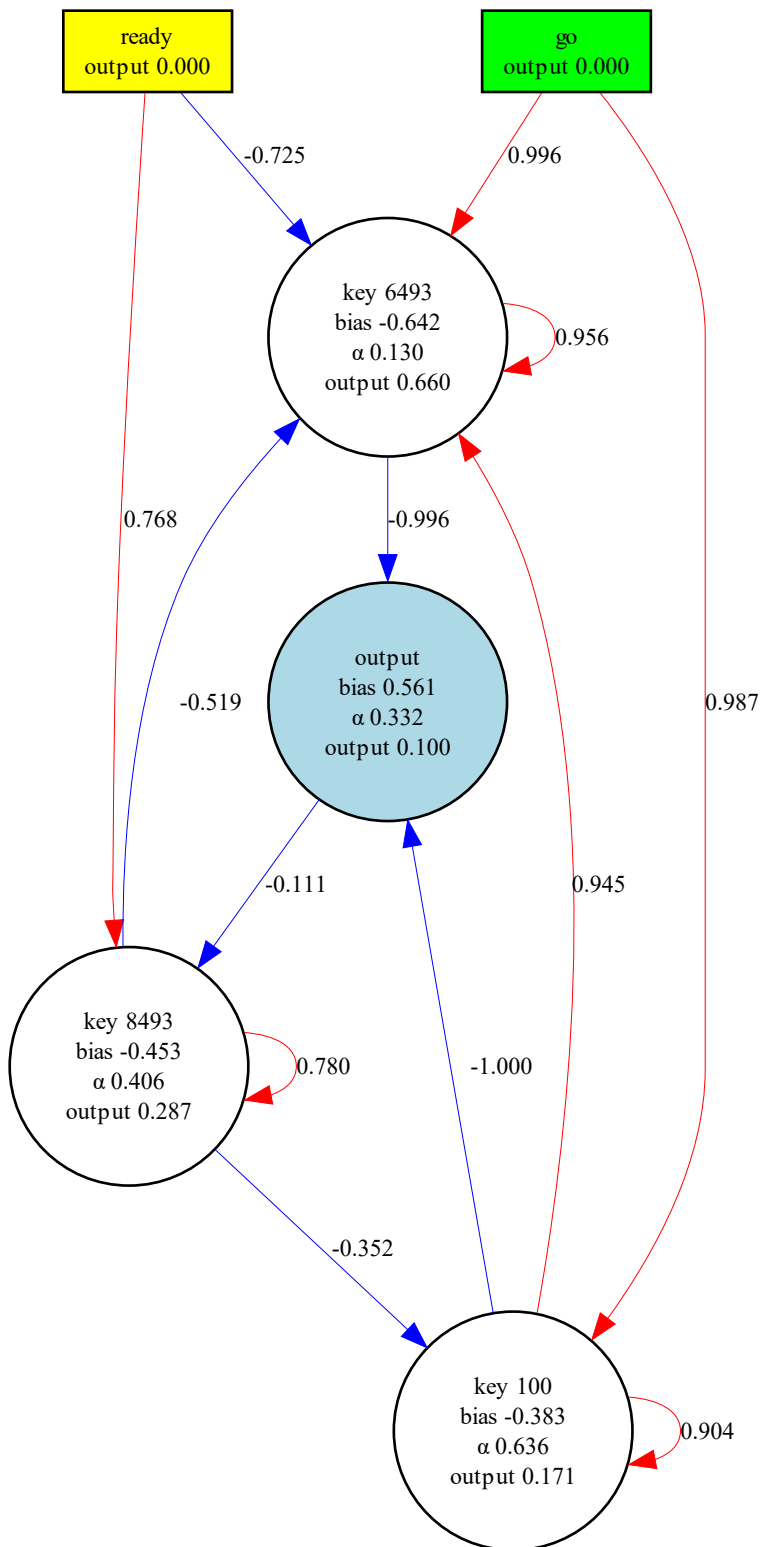 ready
output 0.000
go
output 0.000
-0.725
0.996
key 6493
bias -0.642
α 0.130
output 0.660
0.956
0.768
-0.996
-0.519
output
bias 0.561
α 0.332
output 0.100
0.987
-0.111
0.945
key 8493
bias -0.453
α 0.406
output 0.287
0.780
-1.000
-0.352
key 100
bias -0.383
α 0.636
output 0.171
0.904